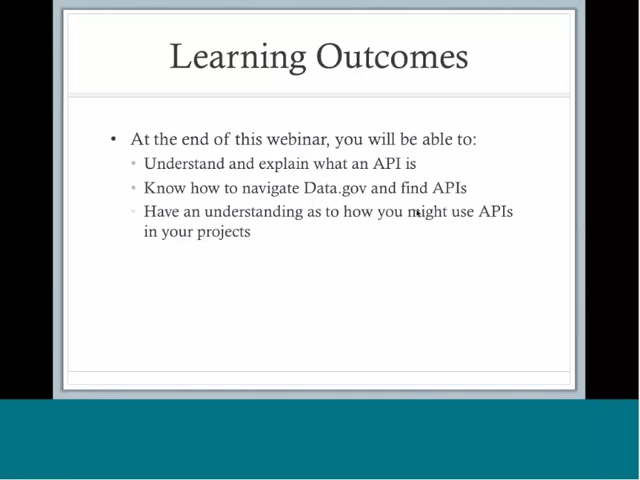 Learning Outcomes
• At the end of this webinar, you will be able to:
• Understand and explain what an API is
• Know how to navigate Data.gov and find APIs
• Have an understanding as to how you might use APIs
in your projects